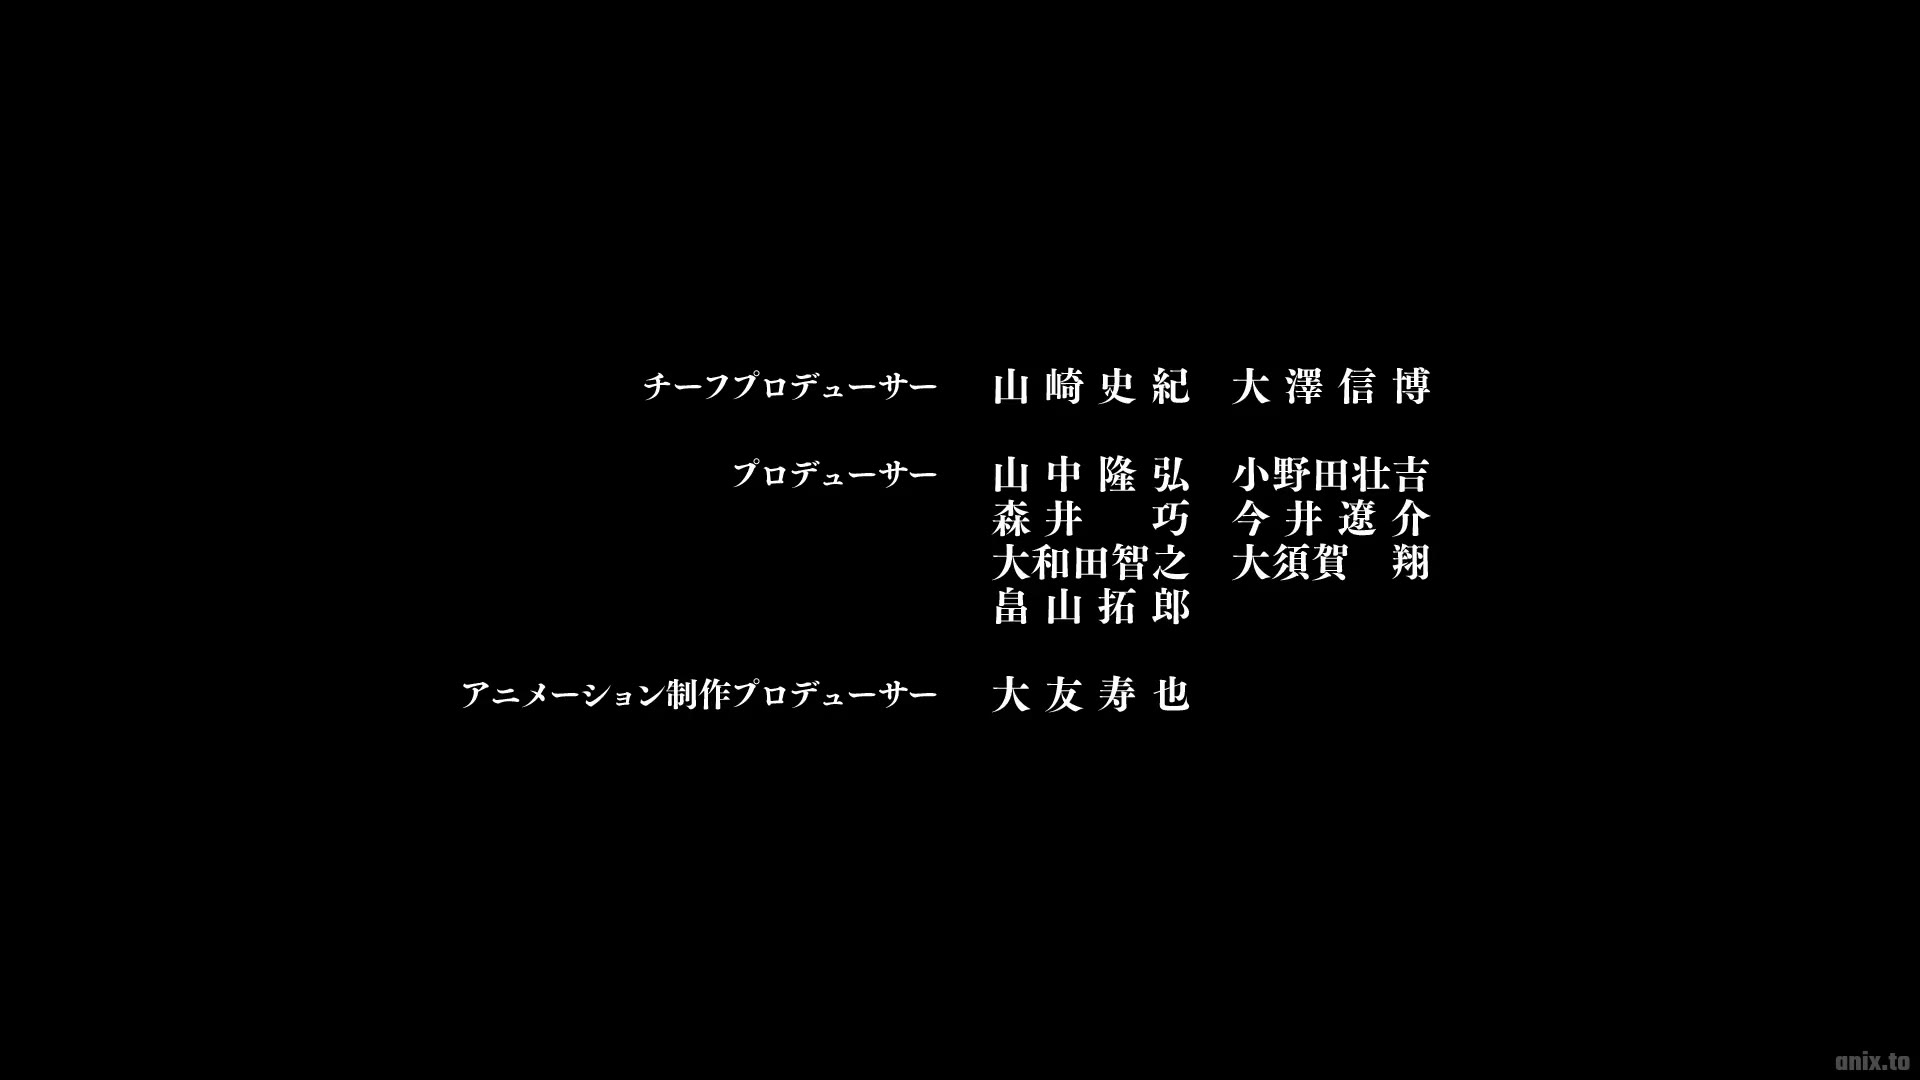 チーフプロデューサー 山崎史紀 大澤信博
プロデューサー 山中隆弘 小野田壮吉
森井 巧 今井遼介
大和田智之 大須賀 翔
畠山拓郎
アニメーション制作プロデューサー 大友寿也
anix.to